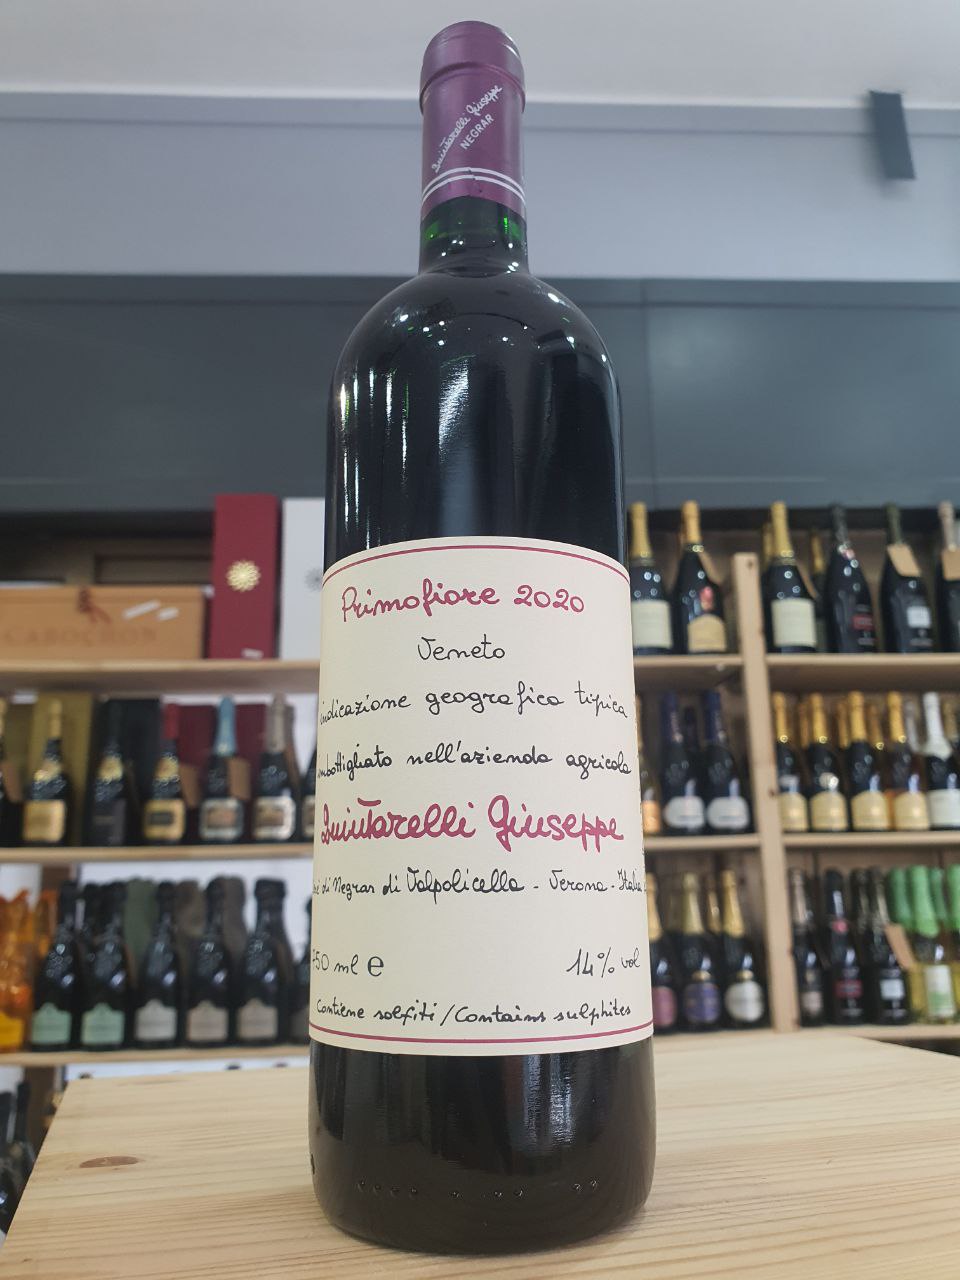 Quintarelli Giuseppe
NEGRAR
CAROSSON
Primofiore 2020
Veneto
indicazione geografica tipica
imbottigliato nell'azienda agricola
Quintarelli Giuseppe
di Negrar di Valpolicella - Verona - Italia
750 ml e 14% vol
Contiene solfiti / Contains sulphites